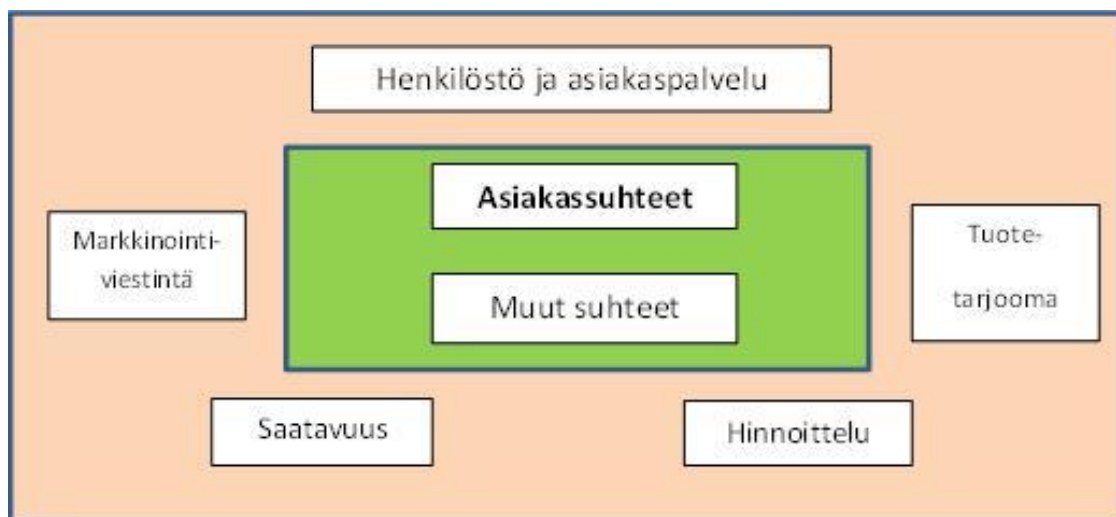 Henkilöstö ja asiakaspalvelu
Asiakassuhteet
Markkinointi-
viestintä
Muut suhteet
Tuote-
tarjooma
Saatavuus
Hinnoittelu